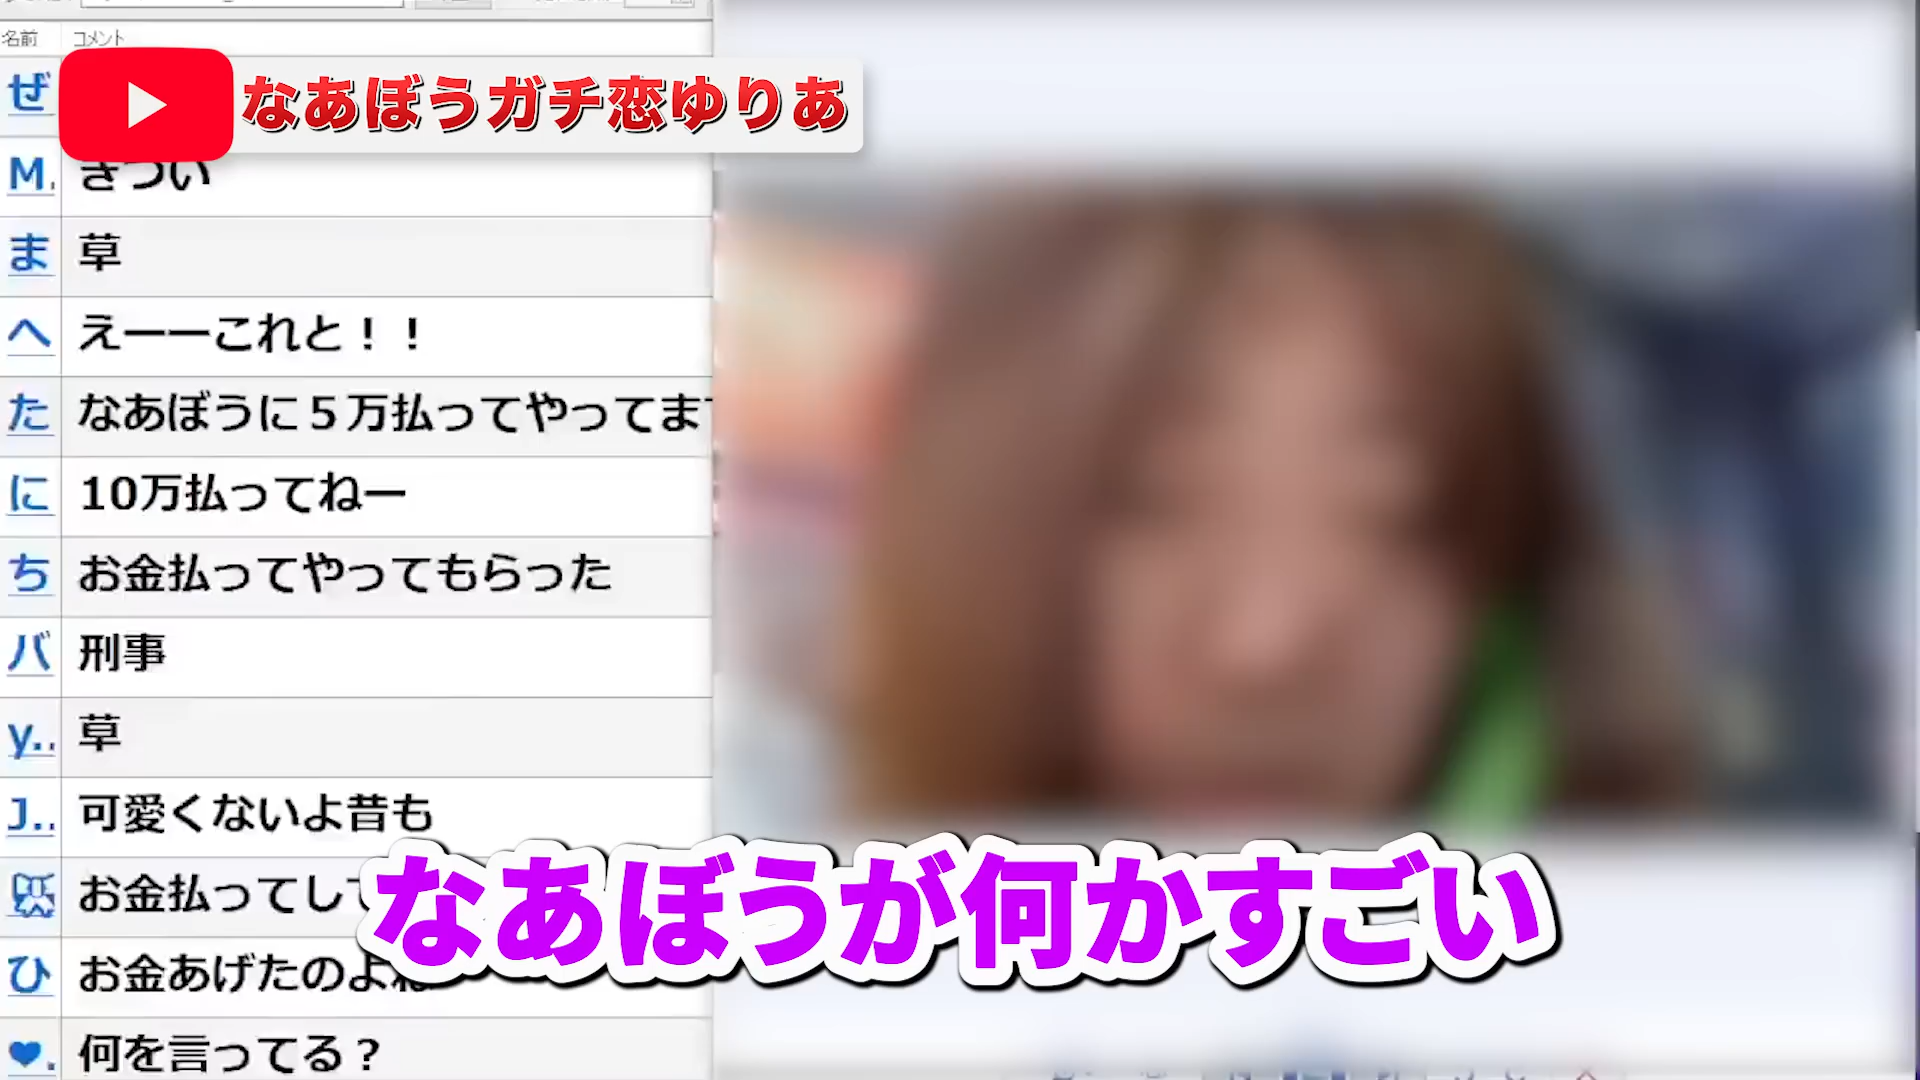 名前 コメント
ぜ
なあぼうガチ恋ゆりあ
M. きつい
ま 草
へ えーーこれと！！
た なあぼうに５万払ってやってま
に 10万払ってねー
ち お金払ってやってもらった
バ 刑事
y.. 草
J.. 可愛くないよ昔も
お金払ってし
なあぼうが何かすごい
ひ お金あげたのよね
何を言ってる？